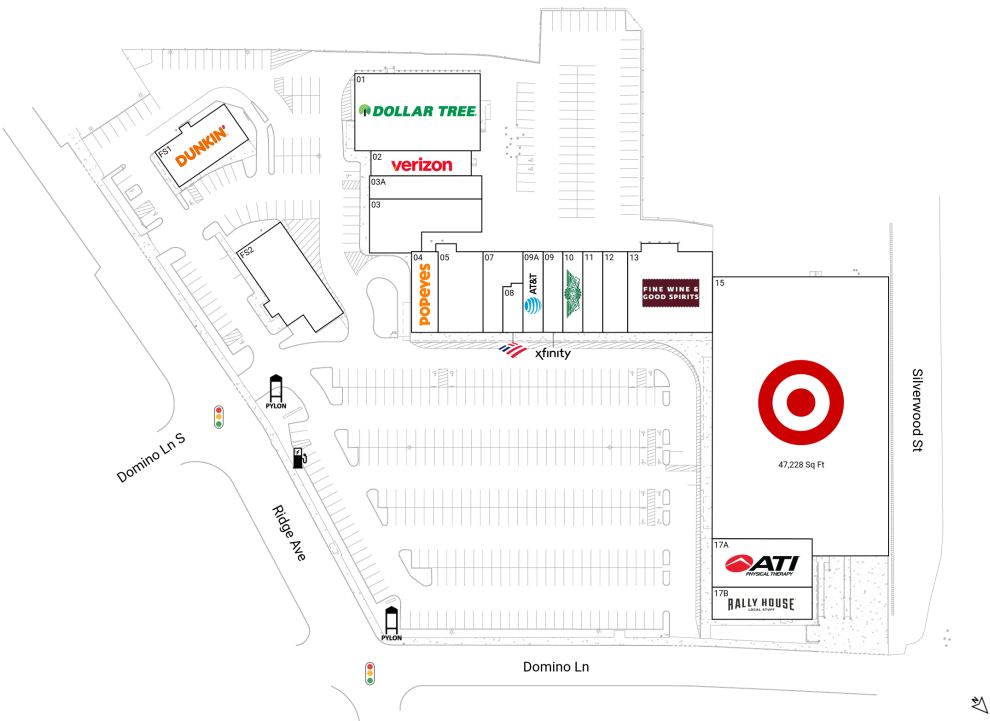 01
DOLLAR TREE
02
verizon
03A
03
FS1
DUNKIN'
FS2
04
POPEYES
05
07
08
09A
AT&T
09
10
11
12
13
FINE WINE &
GOOD SPIRITS
xfinity
15
47,228 Sq Ft
17A
ATI
PHYSICAL THERAPY
17B
RALLY HOUSE
LOCAL STUFF
PYLON
PYLON
Domino Ln S
Ridge Ave
Domino Ln
Silverwood St
N